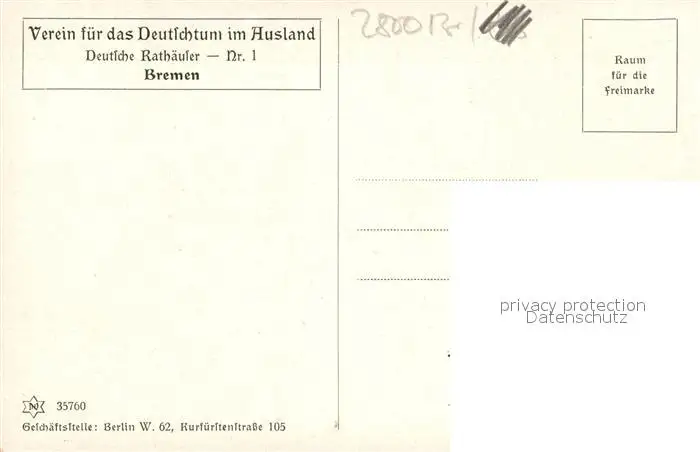 Verein für das Deutſchtum im Ausland
Deutſche Rathäuſer — Nr. 1
Bremen
2800 Br
Raum
für die
Freimarke
privacy protection
Datenschutz
35760
Geſchäftsſtelle: Berlin W. 62, Kurfürſtenſtraße 105